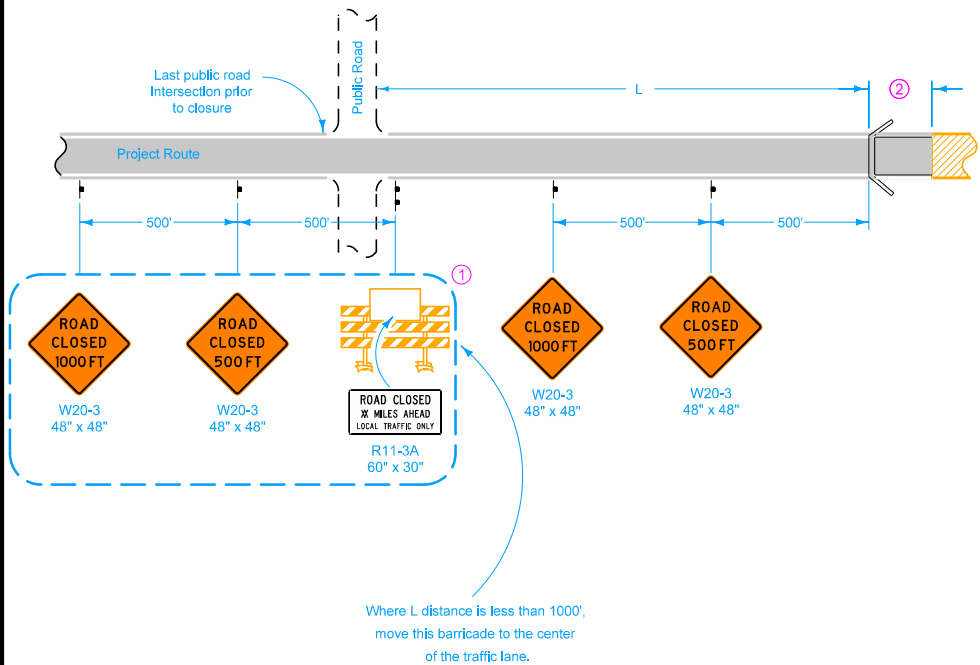 Last public road
Intersection prior
to closure
Public Road
L
2
Project Route
500'
500'
500'
500'
1
ROAD
CLOSED
1000 FT
W20-3
48" x 48"
ROAD
CLOSED
500 FT
W20-3
48" x 48"
ROAD CLOSED
XX MILES AHEAD
LOCAL TRAFFIC ONLY
R11-3A
60" x 30"
ROAD
CLOSED
1000 FT
W20-3
48" x 48"
ROAD
CLOSED
500 FT
W20-3
48" x 48"
Where L distance is less than 1000',
move this barricade to the center
of the traffic lane.